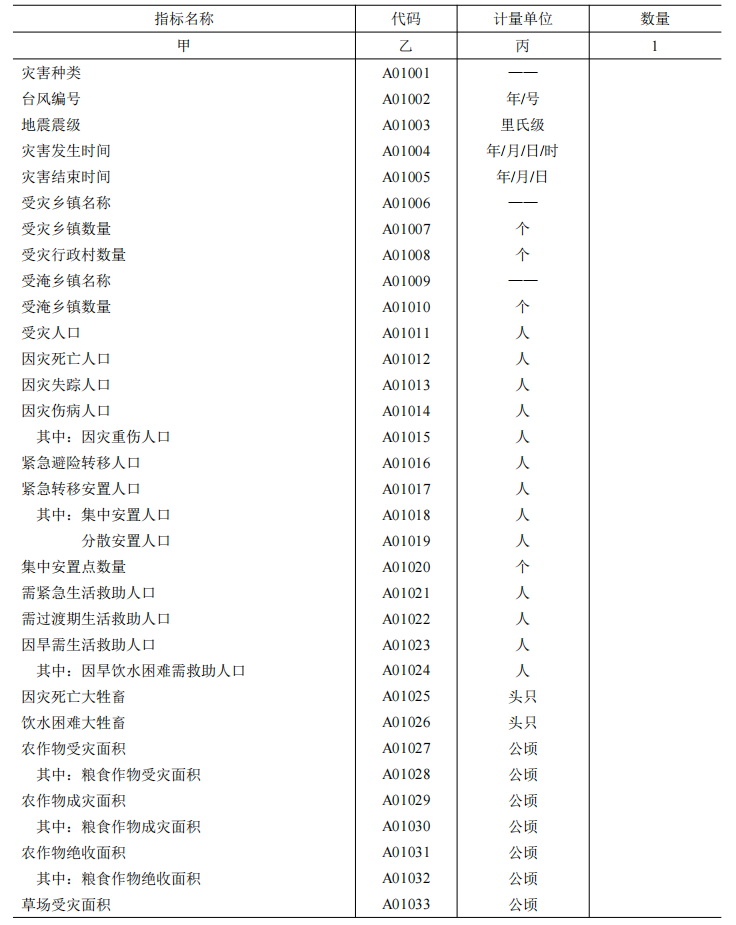 指标名称 代码 计量单位 数量
甲 乙 丙 1
灾害种类 A01001 ——
台风编号 A01002 年/号
地震震级 A01003 里氏级
灾害发生时间 A01004 年/月/日/时
灾害结束时间 A01005 年/月/日
受灾乡镇名称 A01006 ——
受灾乡镇数量 A01007 个
受灾行政村数量 A01008 个
受淹乡镇名称 A01009 ——
受淹乡镇数量 A01010 个
受灾人口 A01011 人
因灾死亡人口 A01012 人
因灾失踪人口 A01013 人
因灾伤病人口 A01014 人
其中：因灾重伤人口 A01015 人
紧急避险转移人口 A01016 人
紧急转移安置人口 A01017 人
其中：集中安置人口 A01018 人
分散安置人口 A01019 人
集中安置点数量 A01020 个
需紧急生活救助人口 A01021 人
需过渡期生活救助人口 A01022 人
因旱需生活救助人口 A01023 人
其中：因旱饮水困难需救助人口 A01024 人
因灾死亡大牲畜 A01025 头只
饮水困难大牲畜 A01026 头只
农作物受灾面积 A01027 公顷
其中：粮食作物受灾面积 A01028 公顷
农作物成灾面积 A01029 公顷
其中：粮食作物成灾面积 A01030 公顷
农作物绝收面积 A01031 公顷
其中：粮食作物绝收面积 A01032 公顷
草场受灾面积 A01033 公顷